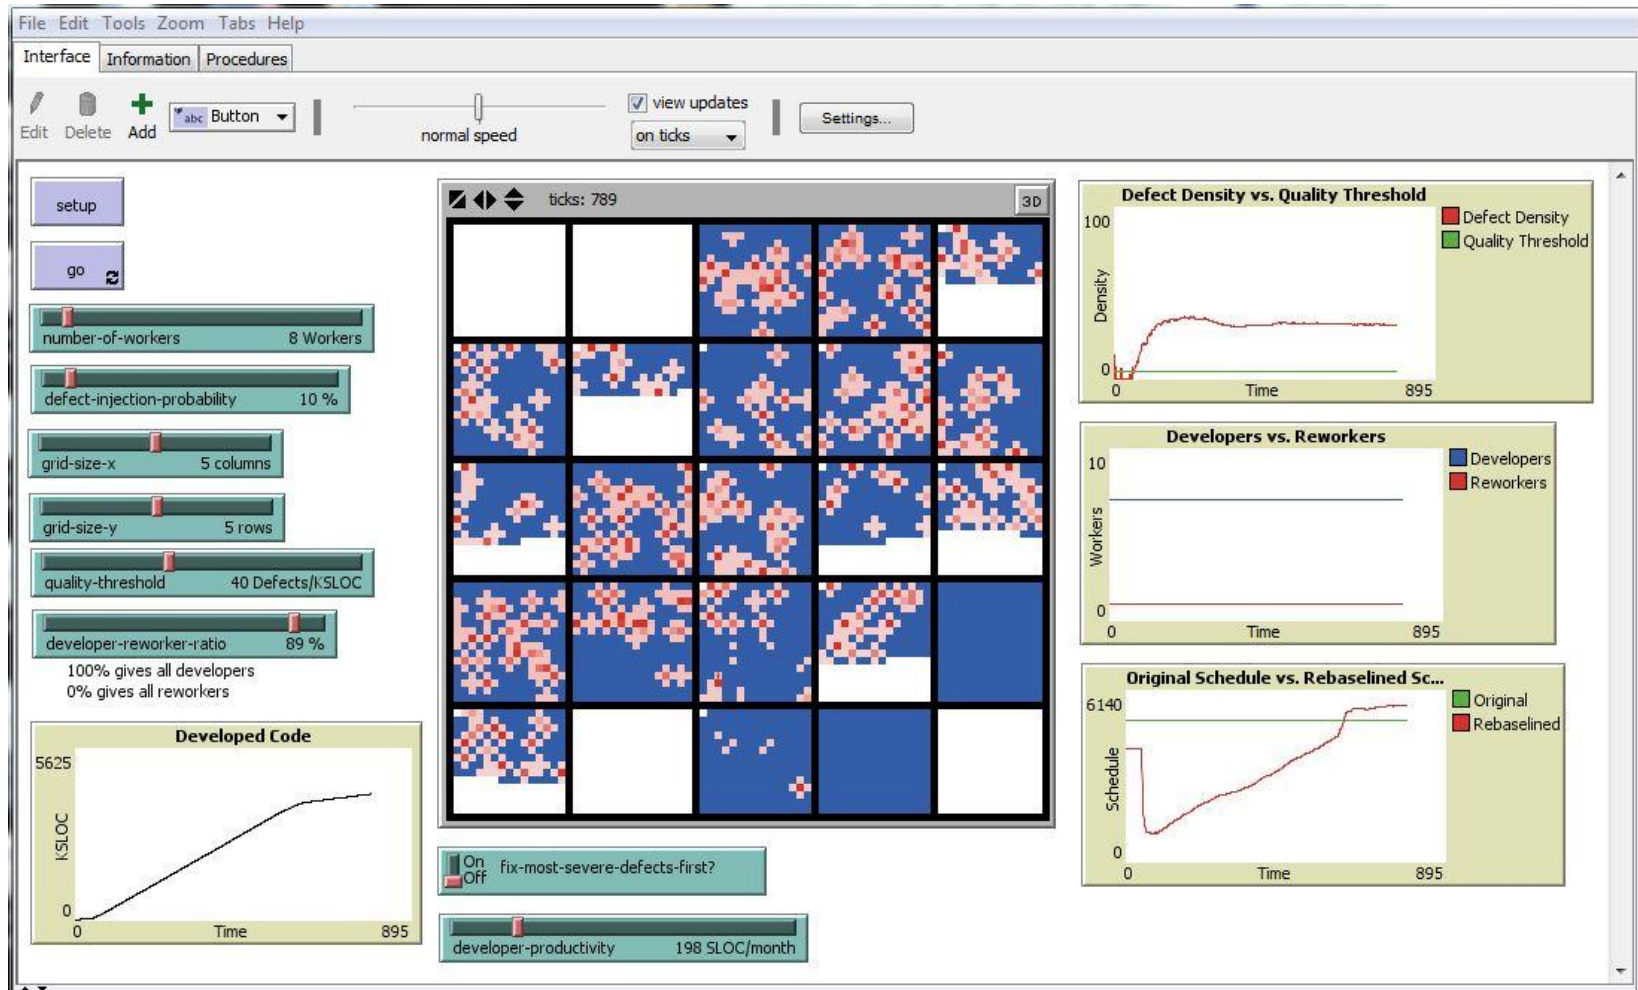 File Edit Tools Zoom Tabs Help
Interface Information Procedures
Edit Delete Add abc Button
normal speed
view updates
on ticks
Settings...
setup
go
number-of-workers 8 Workers
defect-injection-probability 10 %
grid-size-x 5 columns
grid-size-y 5 rows
quality-threshold 40 Defects/KSLOC
developer-reworker-ratio 89 %
100% gives all developers
0% gives all reworkers
Developed Code
5625
KSLOC
0
0 Time 895
ticks: 789
3D
On
Off
fix-most-severe-defects-first?
developer-productivity 198 SLOC/month
Defect Density vs. Quality Threshold
100
Density
0
0 Time 895
Defect Density
Quality Threshold
Developers vs. Reworkers
10
Workers
0
0 Time 895
Developers
Reworkers
Original Schedule vs. Rebaselined Sc...
6140
Schedule
0
0 Time 895
Original
Rebaselined